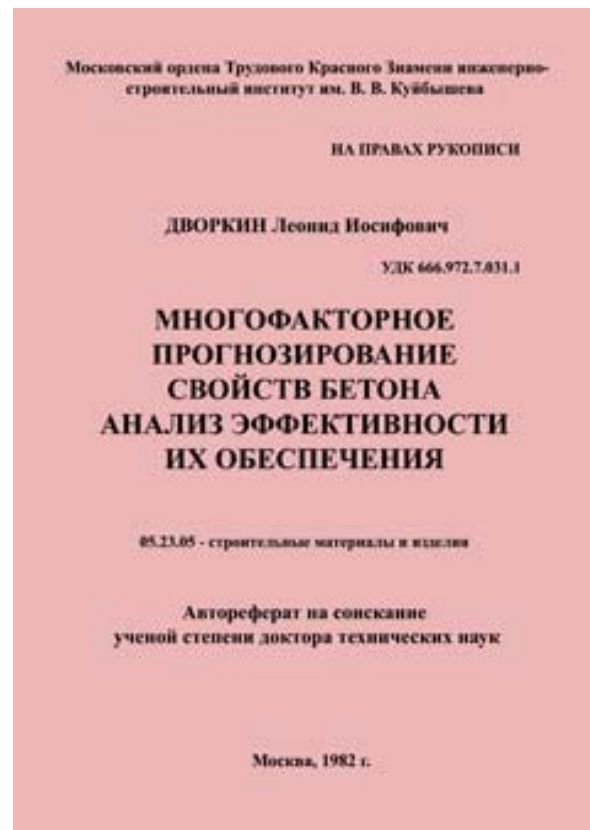 Московский ордена Трудового Красного Знамени инженерно-
строительный институт им. В. В. Куйбышева
НА ПРАВАХ РУКОПИСИ
ДВОРКИН Леонид Иосифович
УДК 666.972.7.031.1
МНОГОФАКТОРНОЕ
ПРОГНОЗИРОВАНИЕ
СВОЙСТВ БЕТОНА
АНАЛИЗ ЭФФЕКТИВНОСТИ
ИХ ОБЕСПЕЧЕНИЯ
05.23.05 - строительные материалы и изделия
Автореферат на соискание
ученой степени доктора технических наук
Москва, 1982 г.